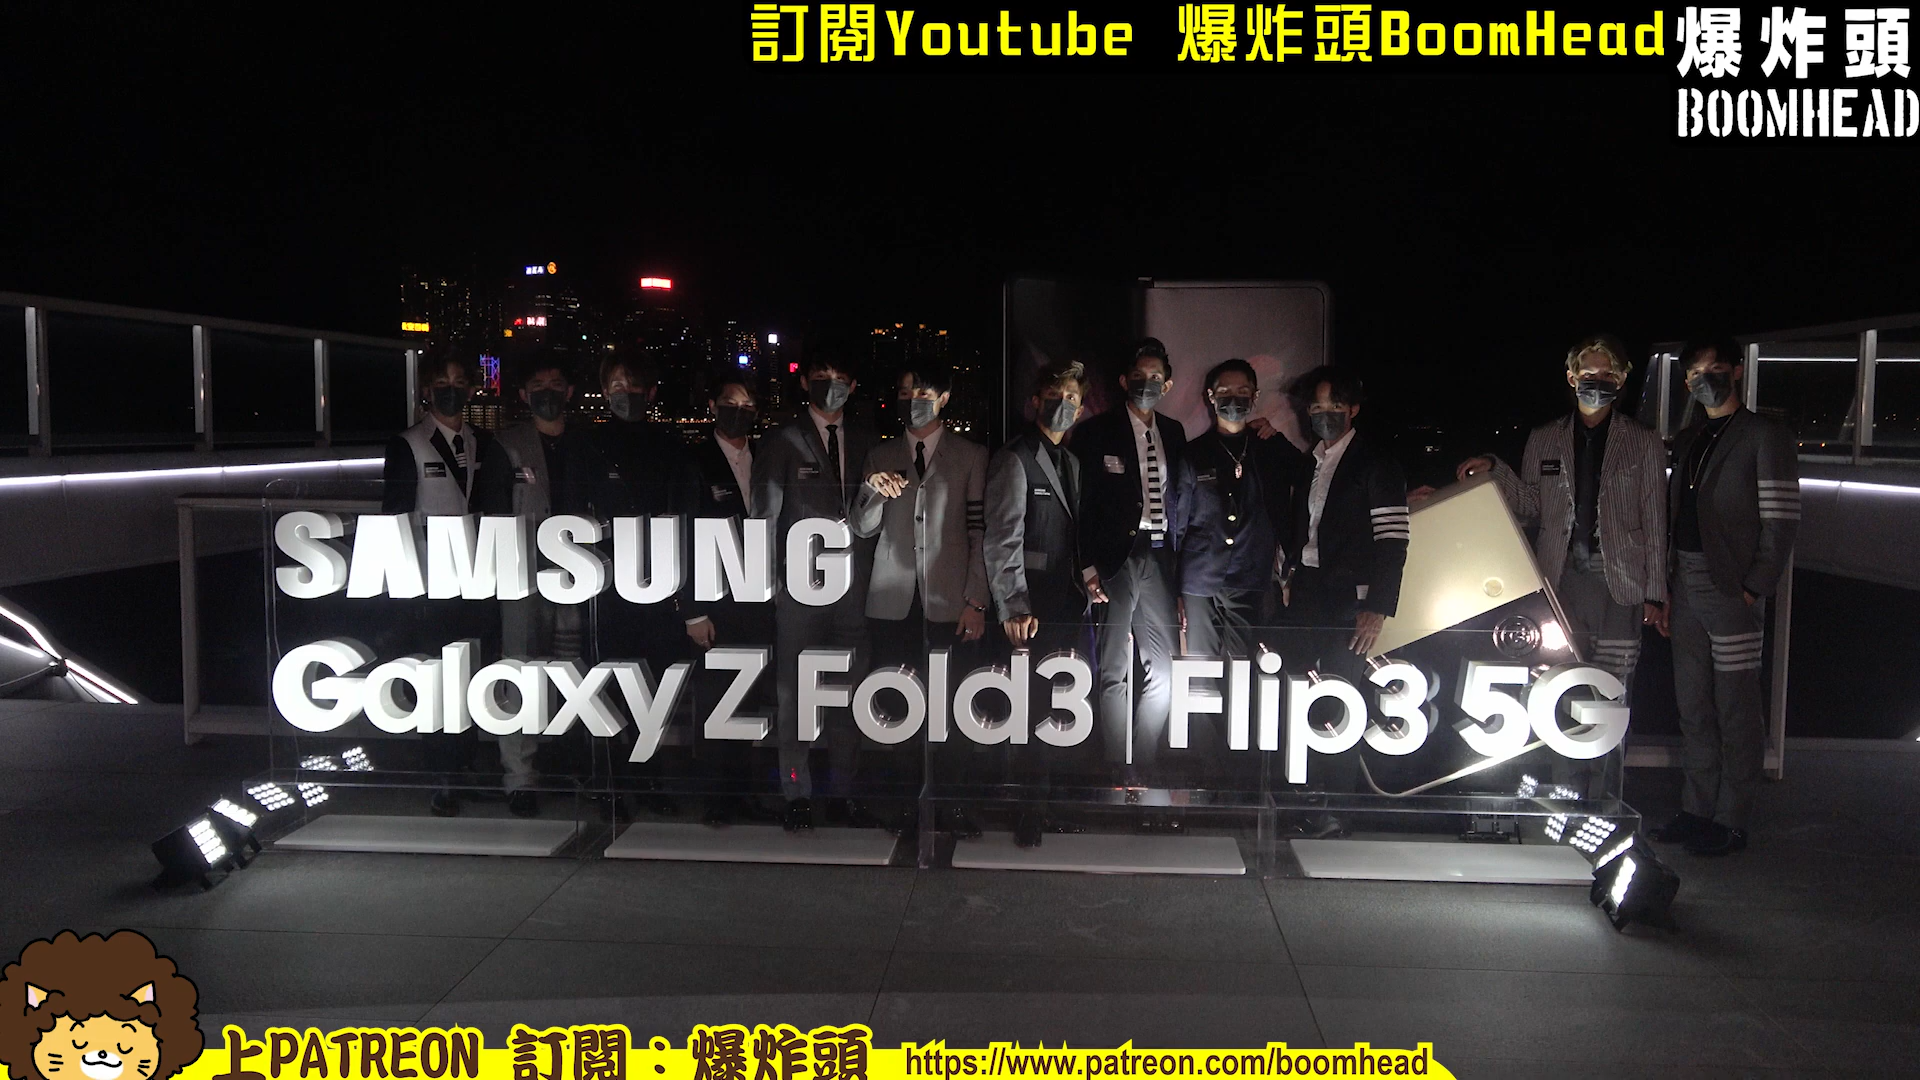 訂閱Youtube 爆炸頭BoomHead
爆炸頭
BOOMHEAD
SAMSUNG
Galaxy Z Fold3 | Flip3 5G
上PATREON 訂閱：爆炸頭 https://www.patreon.com/boomhead